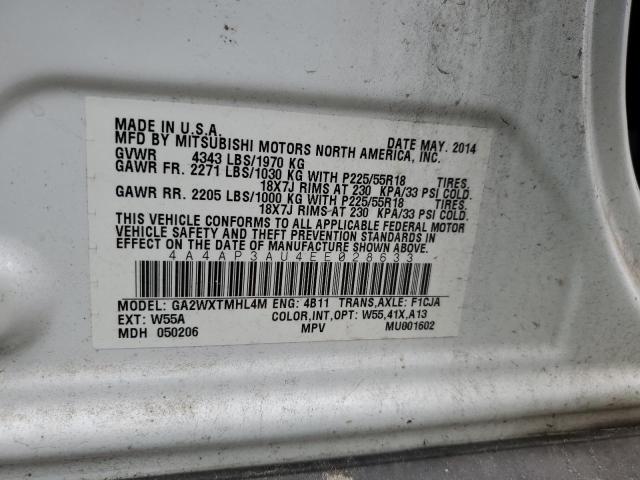 MADE IN U.S.A. DATE MAY. 2014
MFD BY MITSUBISHI MOTORS NORTH AMERICA, INC.
GVWR 4343 LBS/1970 KG
GAWR FR. 2271 LBS/1030 KG WITH P225/55R18 TIRES.
18X7J RIMS AT 230 KPA/33 PSI COLD.
GAWR RR. 2205 LBS/1000 KG WITH P225/55R18 TIRES.
18X7J RIMS AT 230 KPA/33 PSI COLD.
THIS VEHICLE CONFORMS TO ALL APPLICABLE FEDERAL MOTOR
VEHICLE SAFETY AND THEFT PREVENTION STANDARDS IN
EFFECT ON THE DATE OF MANUFACTURE SHOWN ABOVE.
4A4AP3AU4EE028633
MODEL: GA2WXTMHL4M ENG: 4B11 TRANS,AXLE: F1CJA
EXT: W55A COLOR,INT,OPT: W55,41X,A13
MDH 050206 MPV MU001602